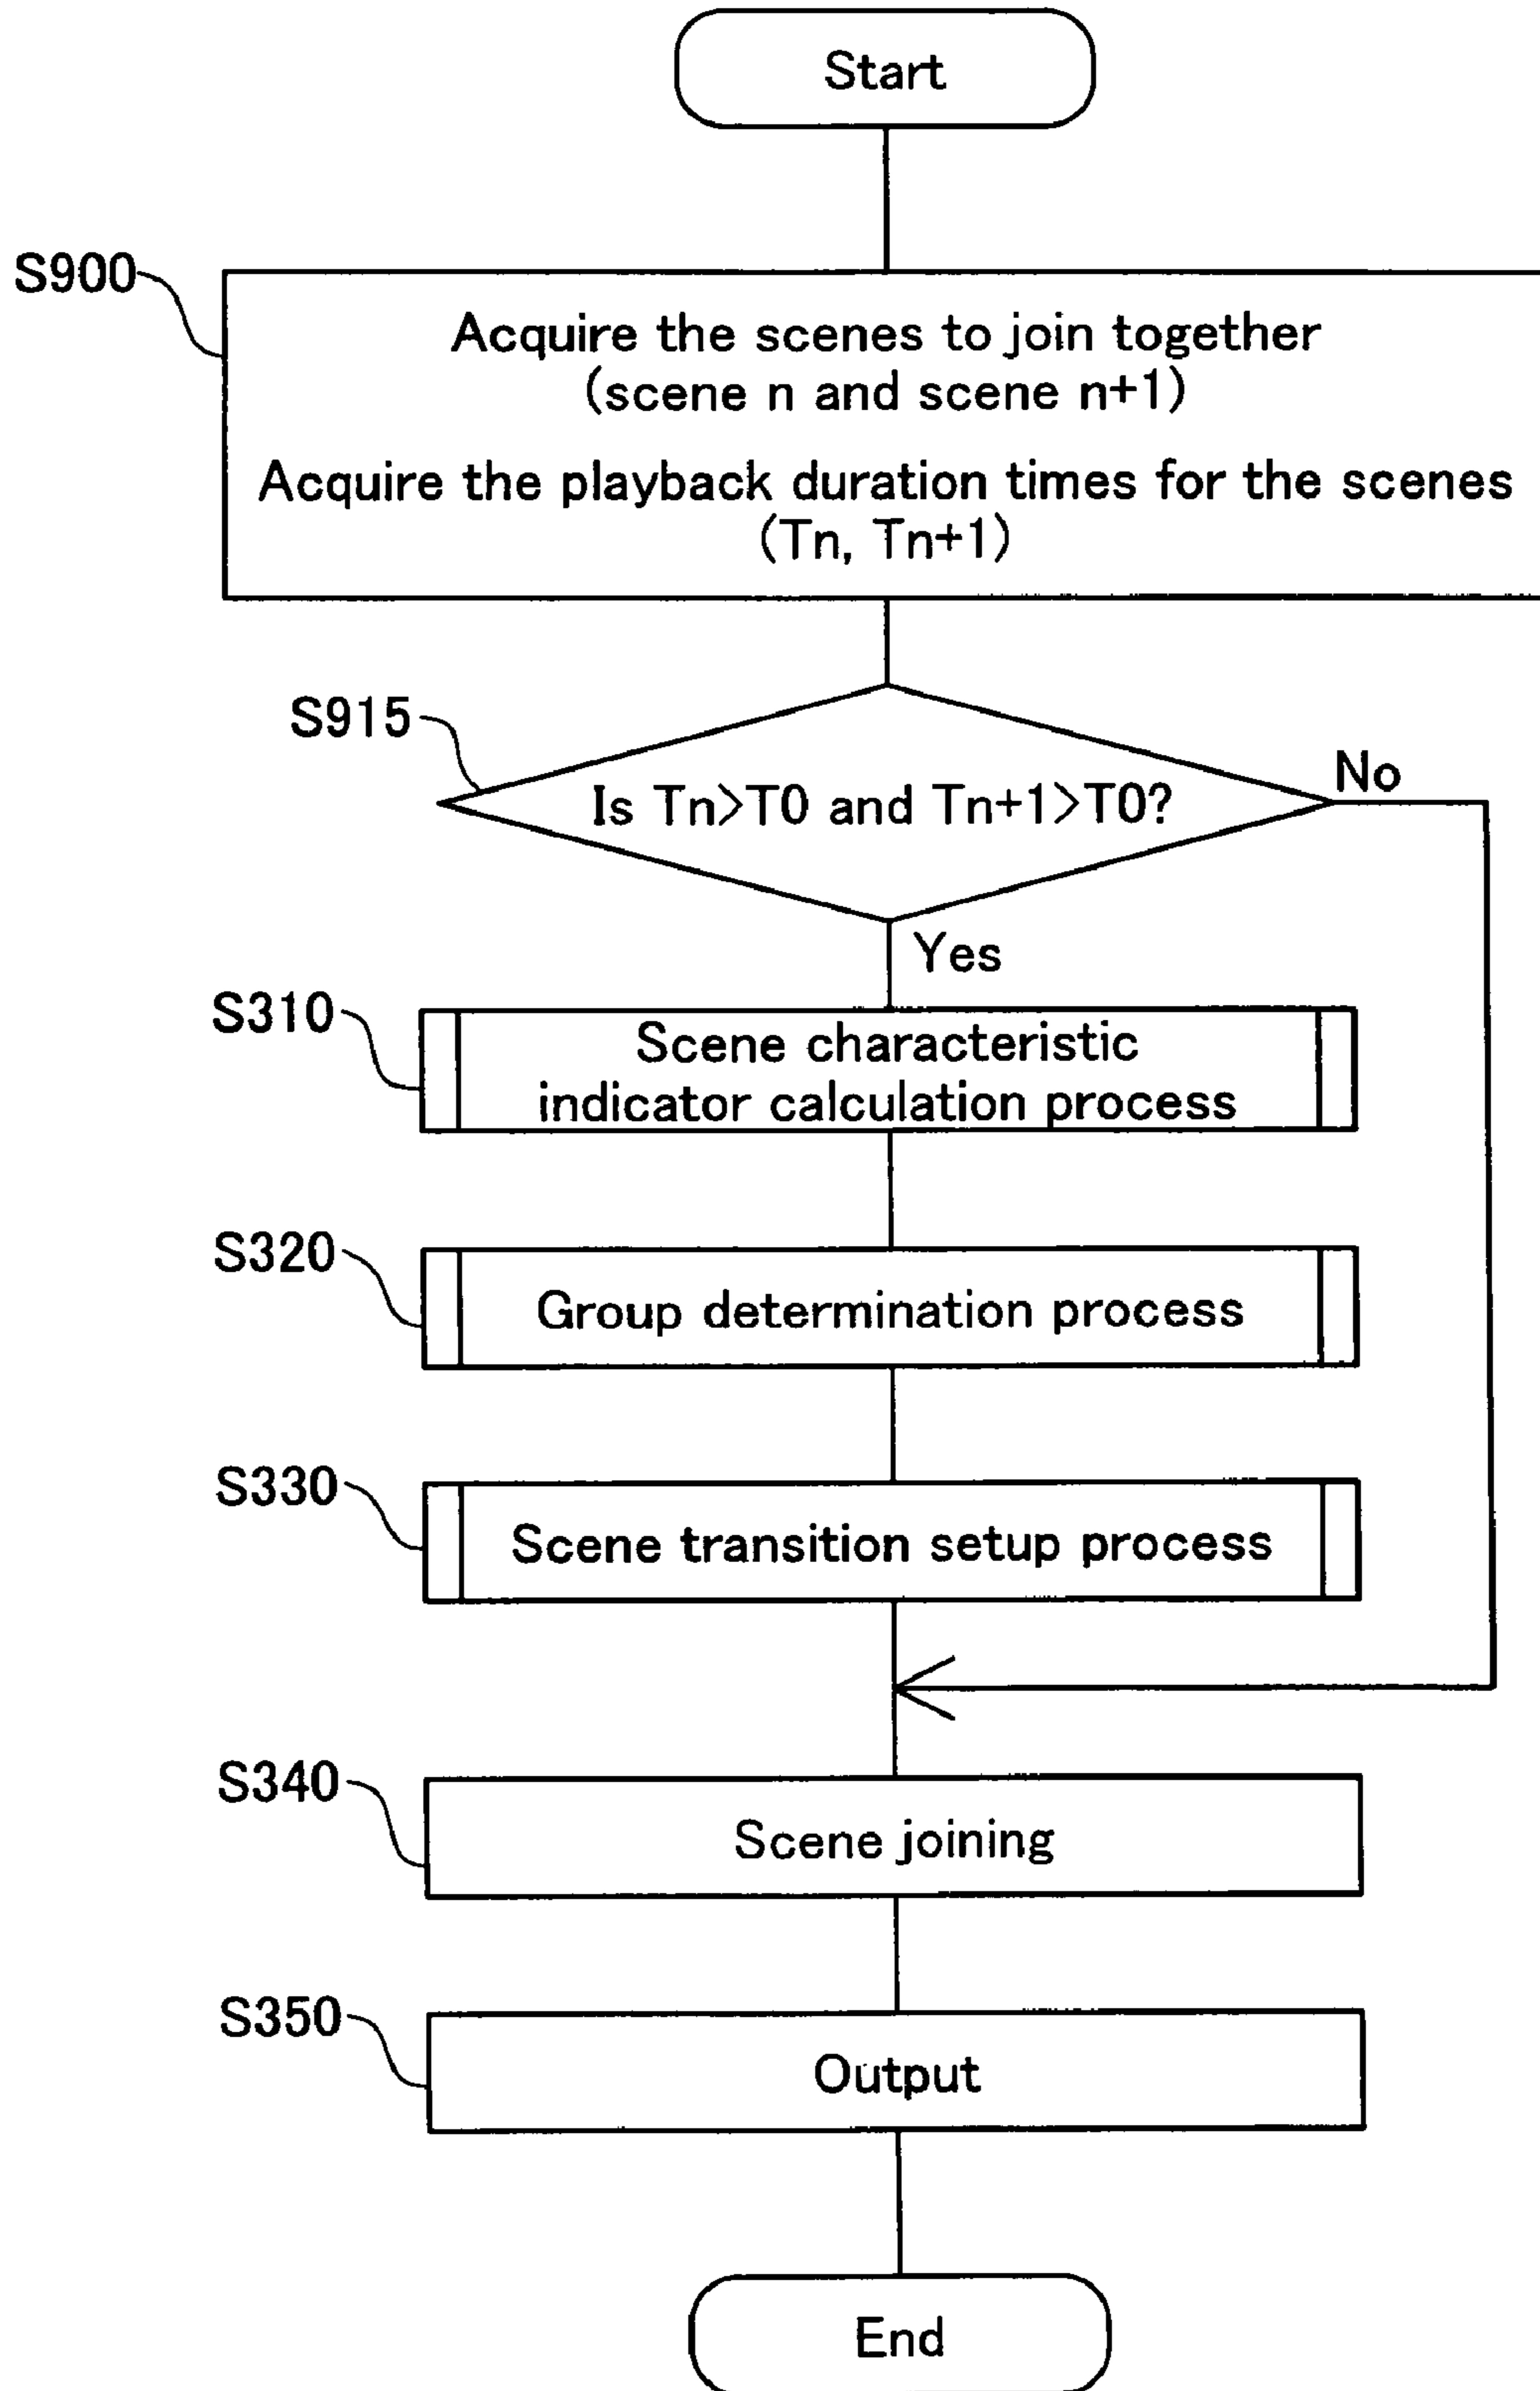 Start
S900
Acquire the scenes to join together
(scene n and scene n+1)
Acquire the playback duration times for the scenes
(Tn, Tn+1)
S915
Is Tn>T0 and Tn+1>T0?
No
Yes
S310
Scene characteristic
indicator calculation process
S320
Group determination process
S330
Scene transition setup process
S340
Scene joining
S350
Output
End